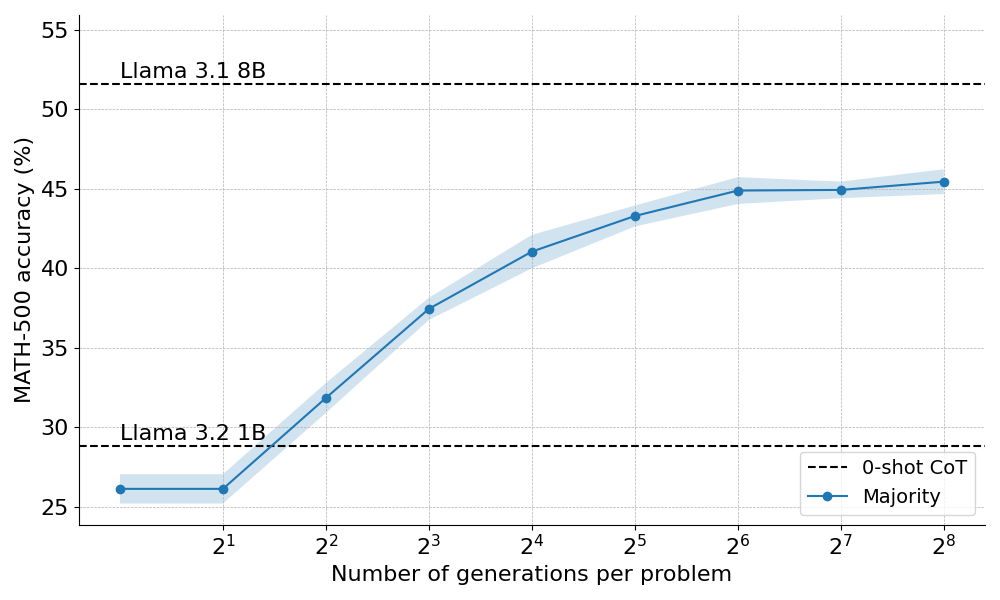 55
Llama 3.1 8B
50
45
40
35
Llama 3.2 1B
30
25
MATH-500 accuracy (%)
0-shot CoT
Majority
2^1 2^2 2^3 2^4 2^5 2^6 2^7 2^8
Number of generations per problem